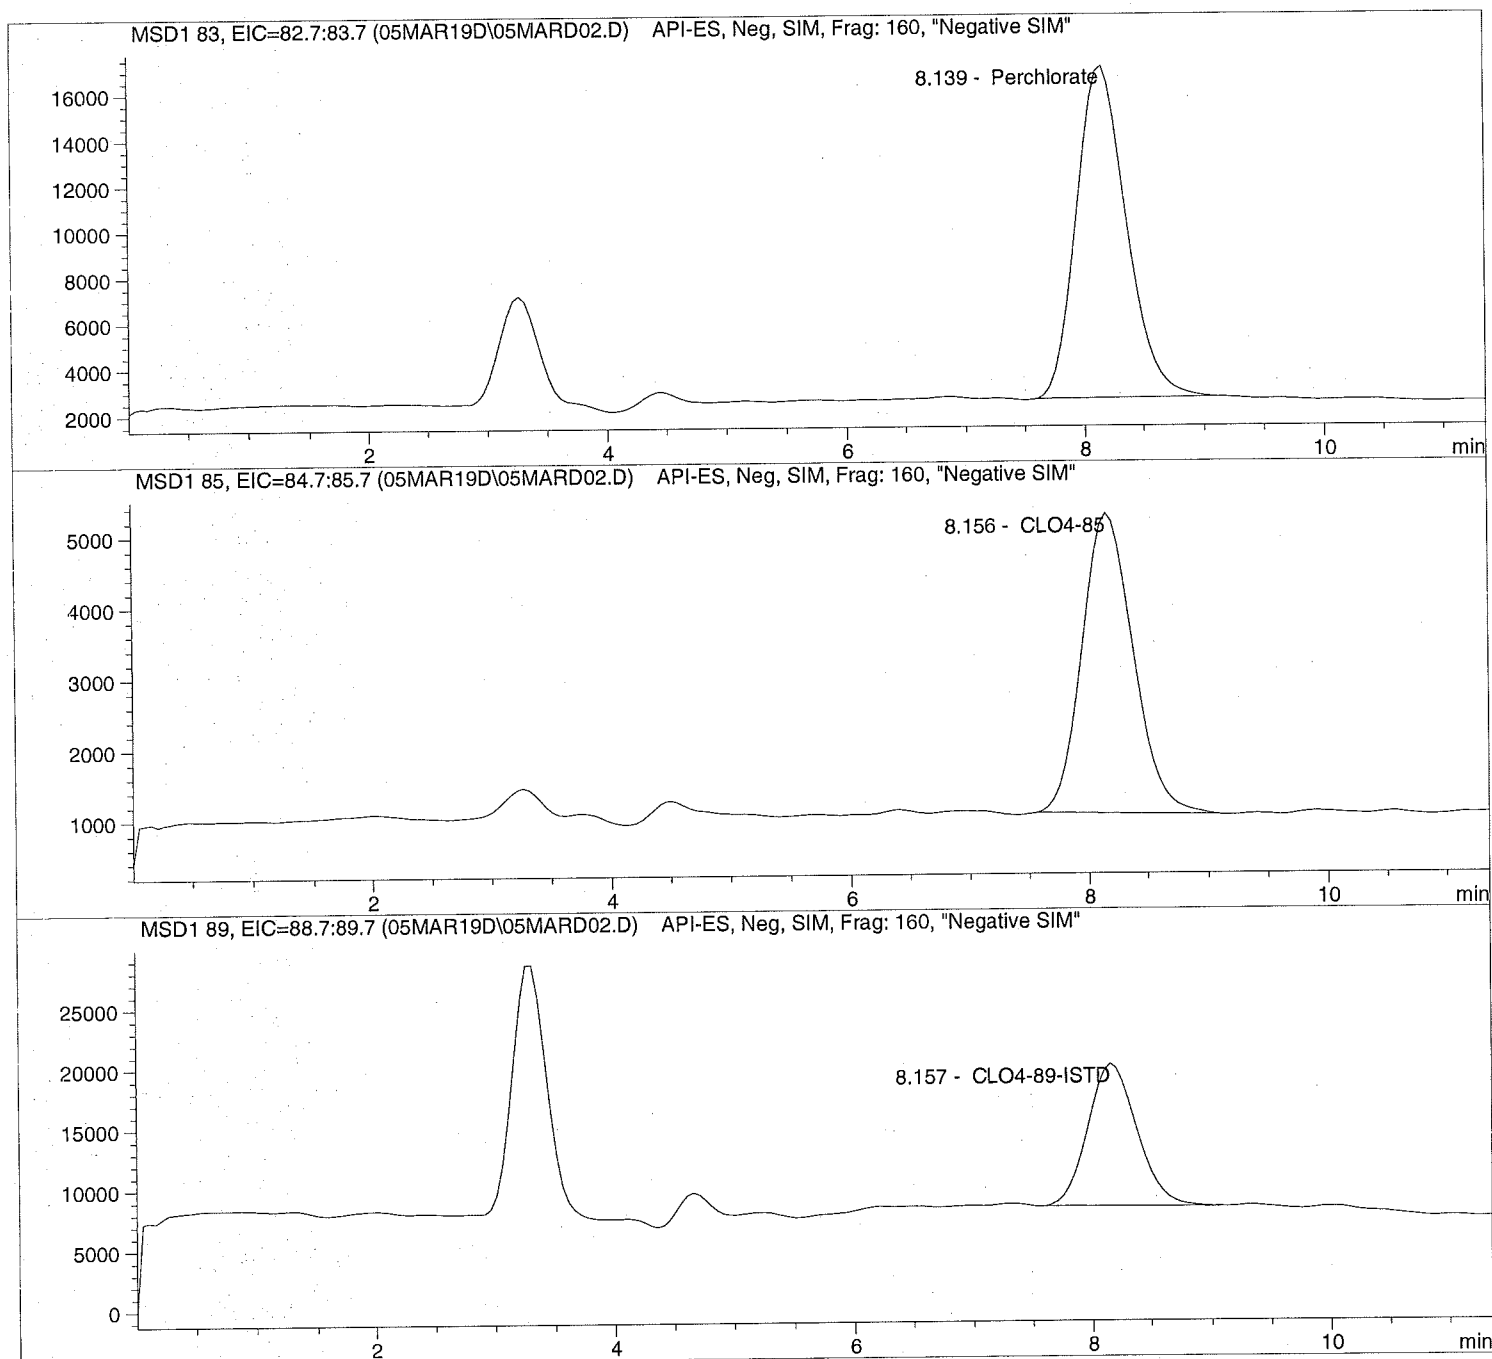 MSD1 83, EIC=82.7:83.7 (05MAR19D\05MARD02.D) API-ES, Neg, SIM, Frag: 160, "Negative SIM"
8.139 - Perchlorate
16000
14000
12000
10000
8000
6000
4000
2000
2 4 6 8 10 min
MSD1 85, EIC=84.7:85.7 (05MAR19D\05MARD02.D) API-ES, Neg, SIM, Frag: 160, "Negative SIM"
8.156 - CLO4-85
5000
4000
3000
2000
1000
2 4 6 8 10 min
MSD1 89, EIC=88.7:89.7 (05MAR19D\05MARD02.D) API-ES, Neg, SIM, Frag: 160, "Negative SIM"
25000
20000
8.157 - CLO4-89-ISTD
15000
10000
5000
0
2 4 6 8 10 min